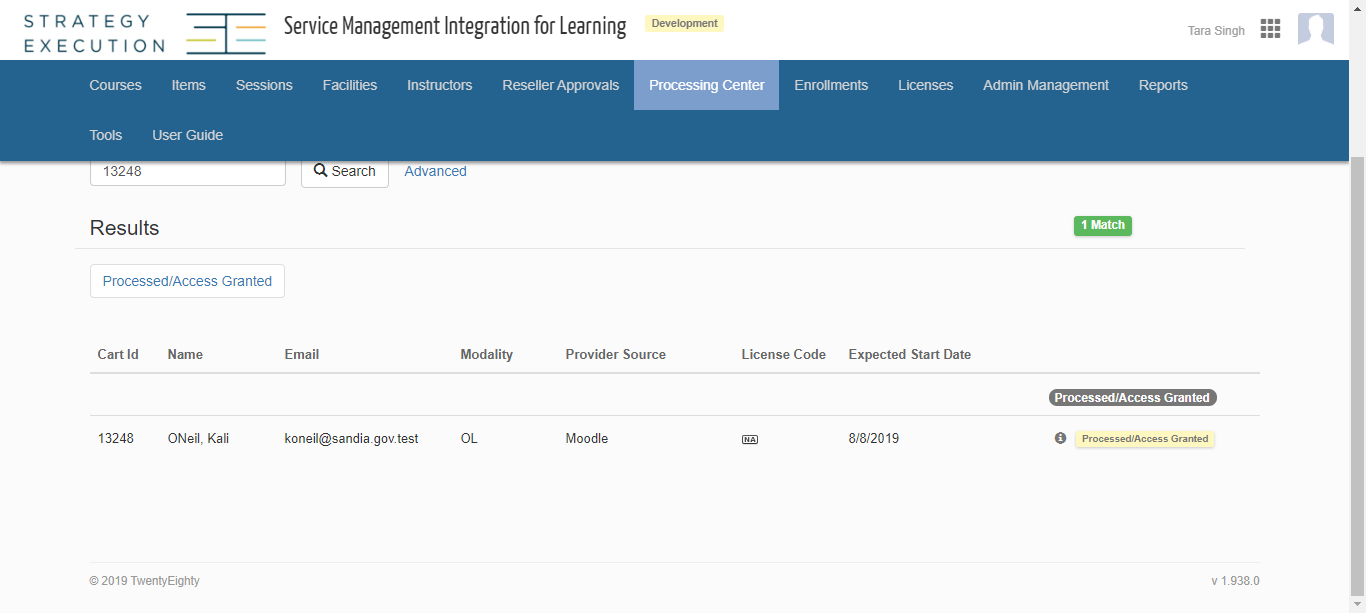 STRATEGY
EXECUTION
Service Management Integration for Learning
Development
Tara Singh
Courses Items Sessions Facilities Instructors Reseller Approvals Processing Center Enrollments Licenses Admin Management Reports
Tools User Guide
13248 Search Advanced
Results 1 Match
Processed/Access Granted
Cart Id Name Email Modality Provider Source License Code Expected Start Date
Processed/Access Granted
13248 ONeil, Kali koneil@sandia.gov.test OL Moodle NA 8/8/2019 Processed/Access Granted
© 2019 TwentyEighty v 1.938.0